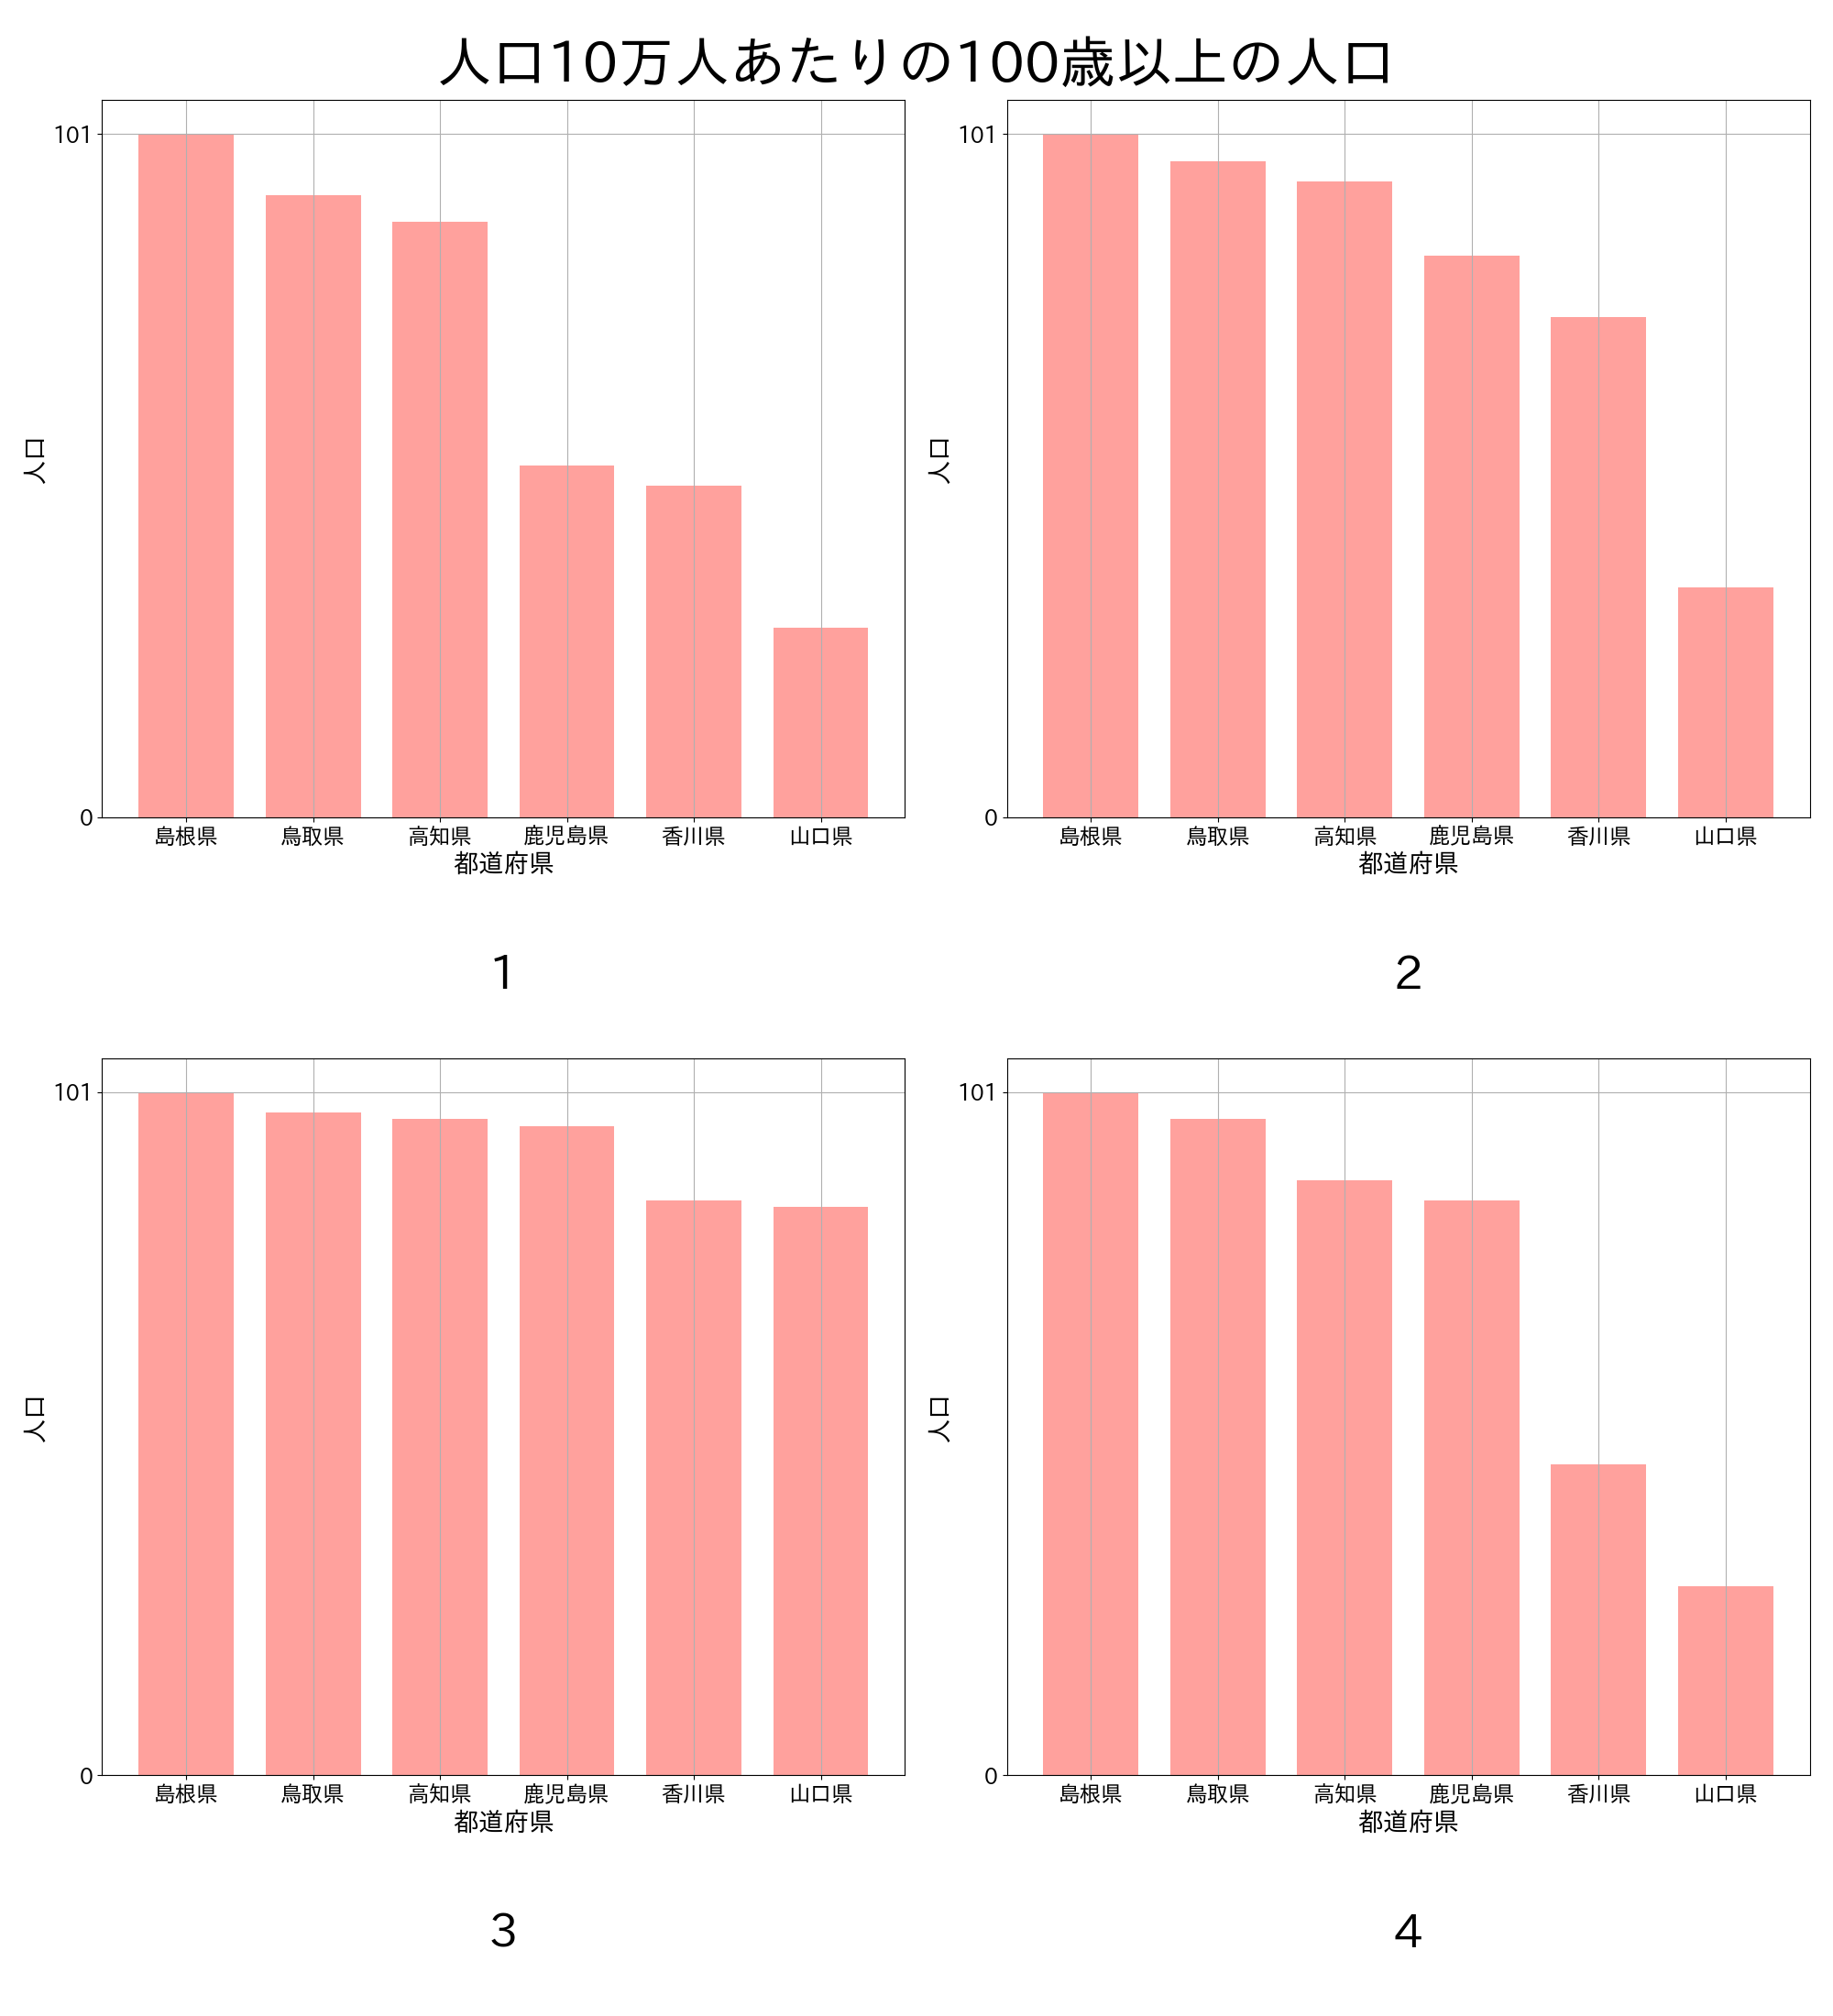 人口10万人あたりの100歳以上の人口
101
0
人口
島根県 鳥取県 高知県 鹿児島県 香川県 山口県
都道府県
1
101
0
人口
島根県 鳥取県 高知県 鹿児島県 香川県 山口県
都道府県
2
101
0
人口
島根県 鳥取県 高知県 鹿児島県 香川県 山口県
都道府県
3
101
0
人口
島根県 鳥取県 高知県 鹿児島県 香川県 山口県
都道府県
4